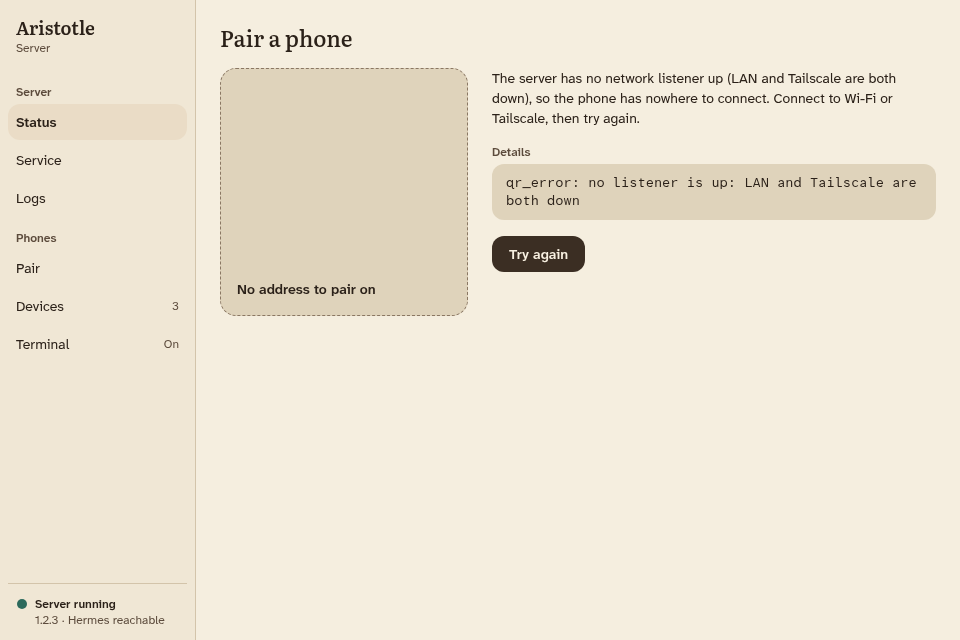 Aristotle
Server
Server
Status
Service
Logs
Phones
Pair
Devices 3
Terminal On
Server running
1.2.3 · Hermes reachable
Pair a phone
No address to pair on
The server has no network listener up (LAN and Tailscale are both
down), so the phone has nowhere to connect. Connect to Wi-Fi or
Tailscale, then try again.
Details
qr_error: no listener is up: LAN and Tailscale are
both down
Try again